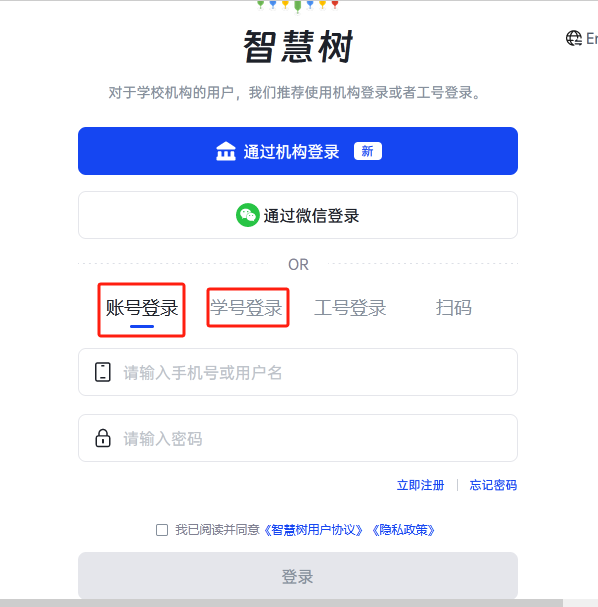 智慧树
En
对于学校机构的用户，我们推荐使用机构登录或者工号登录。
通过机构登录 新
通过微信登录
OR
账号登录 学号登录 工号登录 扫码
请输入手机号或用户名
请输入密码
立即注册 忘记密码
我已阅读并同意《智慧树用户协议》《隐私政策》
登录